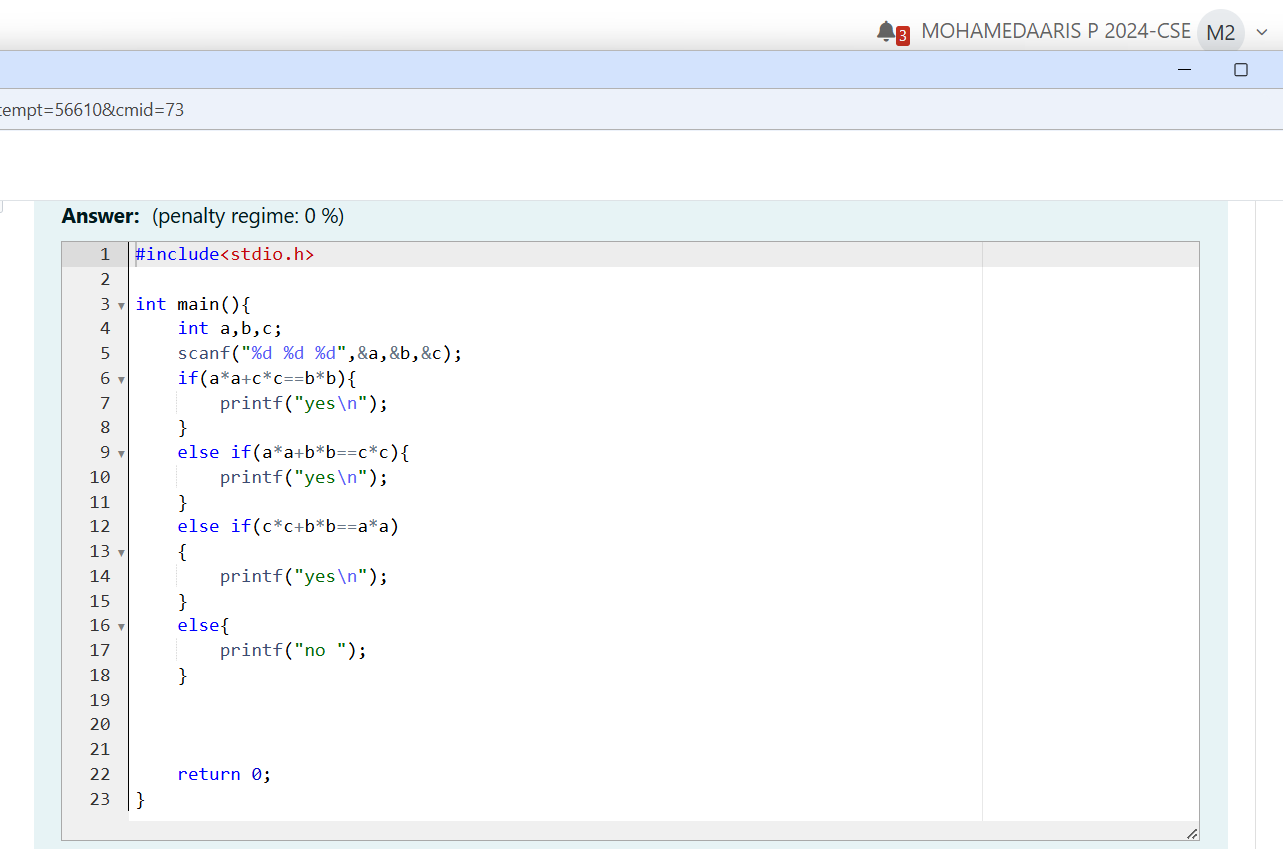 3 MOHAMEDAARIS P 2024-CSE M2
empt=56610&cmid=73
Answer: (penalty regime: 0 %)
1 #include<stdio.h>
2
3 int main(){
4     int a,b,c;
5     scanf("%d %d %d",&a,&b,&c);
6     if(a*a+c*c==b*b){
7         printf("yes\n");
8     }
9     else if(a*a+b*b==c*c){
10         printf("yes\n");
11     }
12     else if(c*c+b*b==a*a)
13     {
14         printf("yes\n");
15     }
16     else{
17         printf("no ");
18     }
19
20
21
22     return 0;
23 }